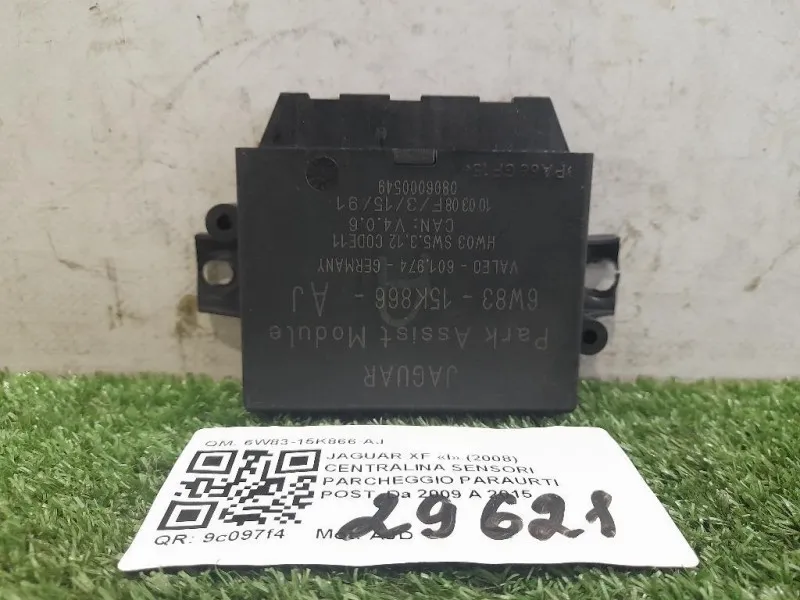 JAGUAR
Park Assist Module
6W83 - 15K866 - AJ
VALEO - 601.974 - GERMANY
HW03 SW5.3.12 CODE11
CAN: V4.0.6
10 03 08F/3/15/91
0806000549
>PA66GF15<
OM. 6W83-15K866-AJ
JAGUAR XF «I» (2008)
CENTRALINA SENSORI
PARCHEGGIO PARAURTI
POST. Da 2009 A 2015
29621
QR: 9c097f4